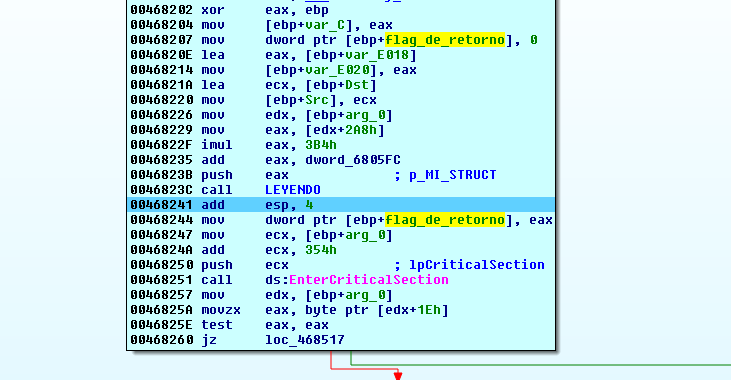 00468202 xor     eax, ebp
00468204 mov     [ebp+var_C], eax
00468207 mov     dword ptr [ebp+flag_de_retorno], 0
0046820E lea     eax, [ebp+var_E018]
00468214 mov     [ebp+var_E020], eax
0046821A lea     ecx, [ebp+Dst]
00468220 mov     [ebp+Src], ecx
00468226 mov     edx, [ebp+arg_0]
00468229 mov     eax, [edx+2A8h]
0046822F imul    eax, 3B4h
00468235 add     eax, dword_6805FC
0046823B push    eax             ; p_MI_STRUCT
0046823C call    LEYENDO
00468241 add     esp, 4
00468244 mov     dword ptr [ebp+flag_de_retorno], eax
00468247 mov     ecx, [ebp+arg_0]
0046824A add     ecx, 354h
00468250 push    ecx             ; lpCriticalSection
00468251 call    ds:EnterCriticalSection
00468257 mov     edx, [ebp+arg_0]
0046825A movzx   eax, byte ptr [edx+1Eh]
0046825E test    eax, eax
00468260 jz      loc_468517